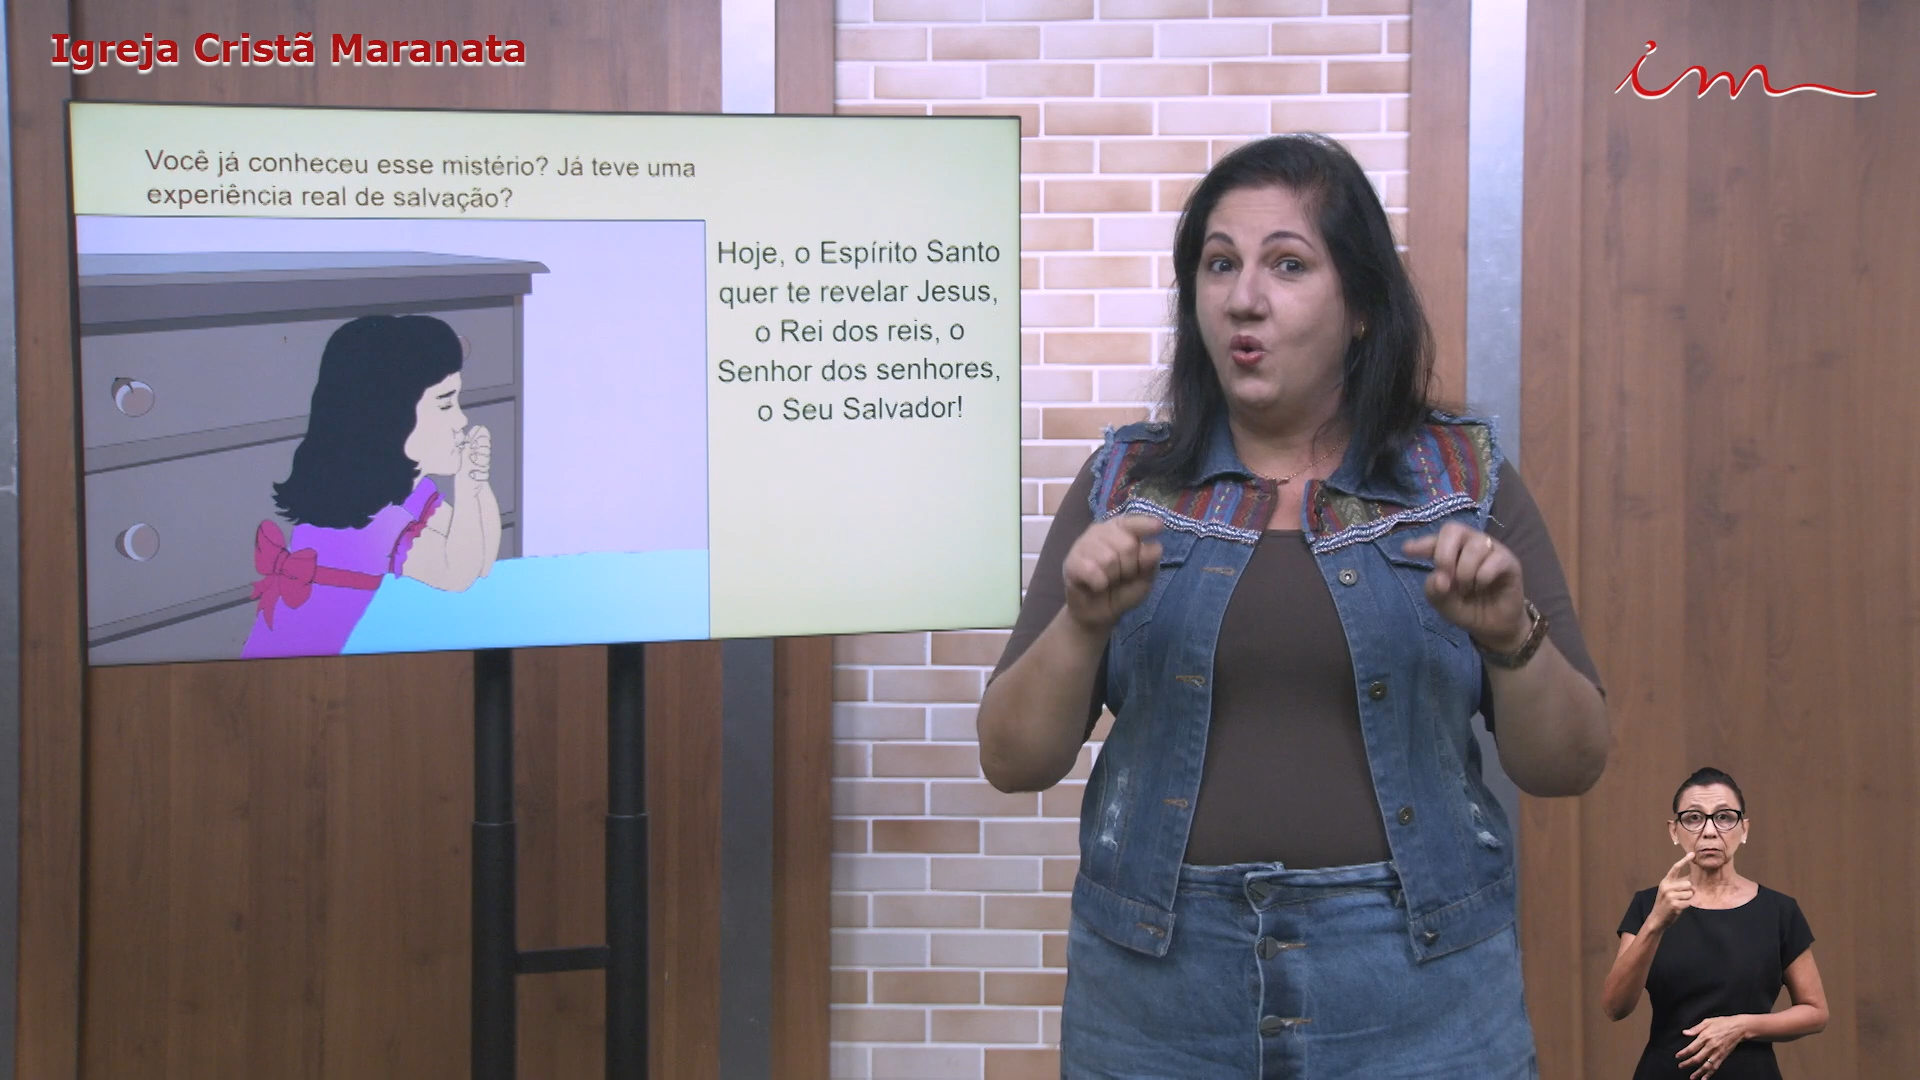 Igreja Cristã Maranata
im
Você já conheceu esse mistério? Já teve uma
experiência real de salvação?
Hoje, o Espírito Santo
quer te revelar Jesus,
o Rei dos reis, o
Senhor dos senhores,
o Seu Salvador!